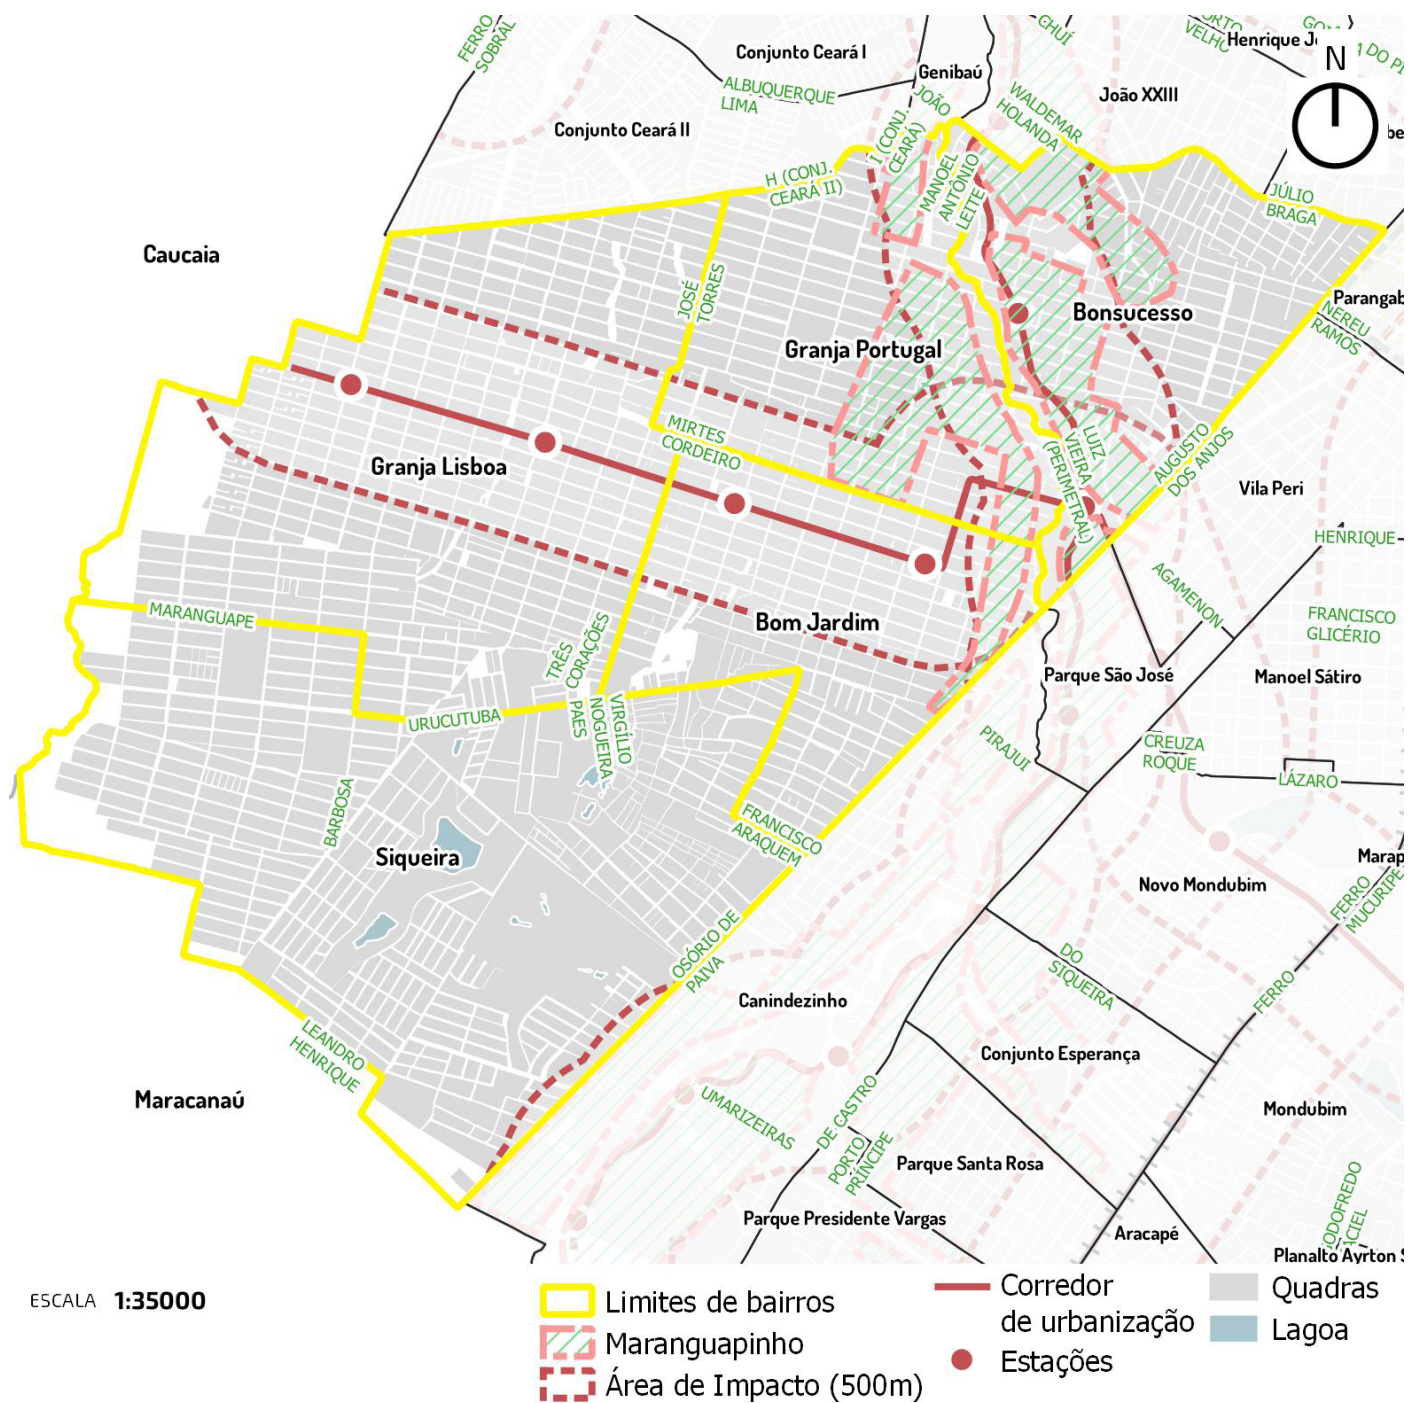 FERRO
SOBRAL
Conjunto Ceará I
ALBUQUERQUE
LIMA
Genibaú
CHUÍ
VELHO
Henrique
N
João XXIII
WALDEMAR
HOLANDA
JOÃO
I (CONJ.
CEARÁ)
Conjunto Ceará II
H (CONJ.
CEARÁ II)
MANOEL
ANTÔNIO
LEITE
JÚLIO
BRAGA
Caucaia
JOSÉ
TORRES
Granja Portugal
Bonsucesso
NEREU
RAMOS
Granja Lisboa
MIRTES
CORDEIRO
LUIZ
VIEIRA
(PERIMETRAL)
AUGUSTO
DOS ANJOS
Vila Peri
HENRIQUE
AGAMENON
FRANCISCO
GLICÉRIO
MARANGUAPE
Bom Jardim
TRÊS
CORAÇÕES
Parque São José
Manoel Sátiro
URUCUTUBA
PAES
NOGUEIRA
VIRGÍLIO
PIRAJUI
CREUZA
ROQUE
LÁZARO
BARBOSA
FRANCISCO
ARAQUEM
Siqueira
Novo Mondubim
FERRO
MUCURIPE
OSÓRIO DE
PAIVA
DO
SIQUEIRA
FERRO
Canindezinho
LEANDRO
HENRIQUE
Conjunto Esperança
Maracanaú
UMARIZEIRAS
DE CASTRO
Mondubim
PORTO
PRÍNCIPE
Parque Santa Rosa
Parque Presidente Vargas
Aracapé
Planalto Ayrton
ESCALA 1:35000
Limites de bairros
Maranguapinho
Área de Impacto (500m)
Corredor
de urbanização
Estações
Quadras
Lagoa